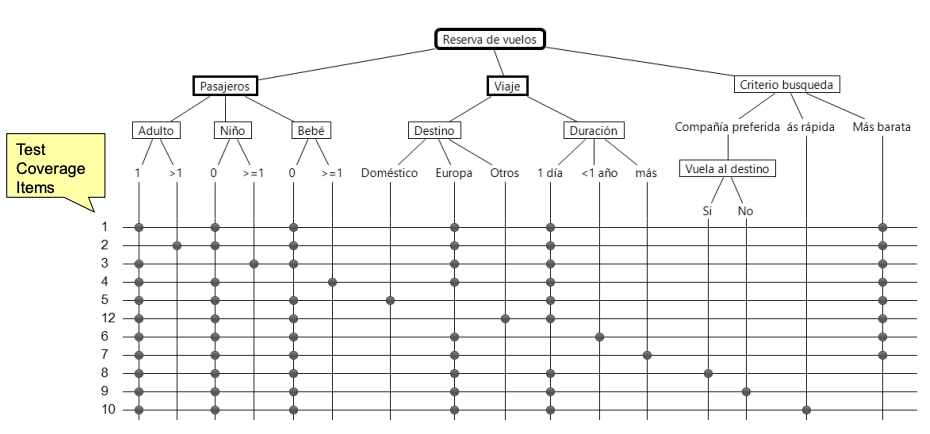 Reserva de vuelos
Pasajeros
Viaje
Criterio busqueda
Adulto
Niño
Bebé
Destino
Duración
Compañía preferida
ás rápida
Más barata
Test
Coverage
Items
1
>1
0
>=1
0
>=1
Doméstico
Europa
Otros
1 día
<1 año
más
Vuela al destino
Si
No
1
2
3
4
5
12
6
7
8
9
10